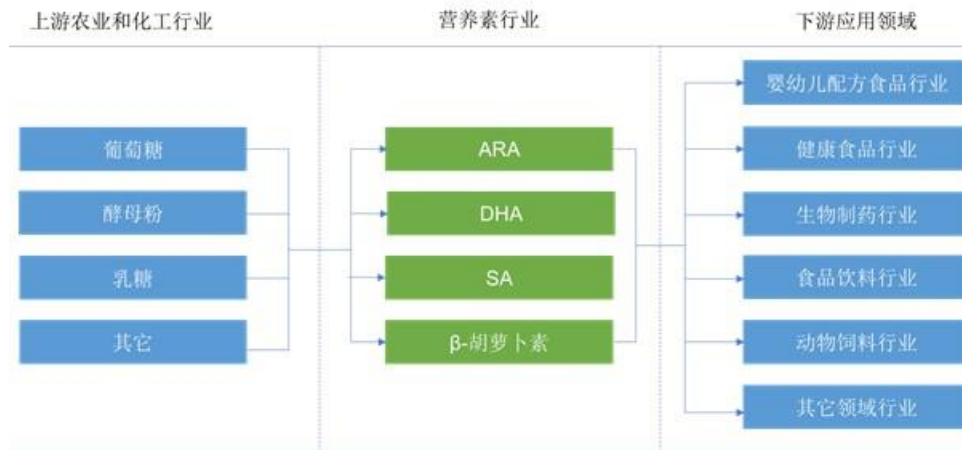 上游农业和化工行业
营养素行业
下游应用领域
葡萄糖
酵母粉
乳糖
其它
ARA
DHA
SA
β-胡萝卜素
婴幼儿配方食品行业
健康食品行业
生物制药行业
食品饮料行业
动物饲料行业
其它领域行业